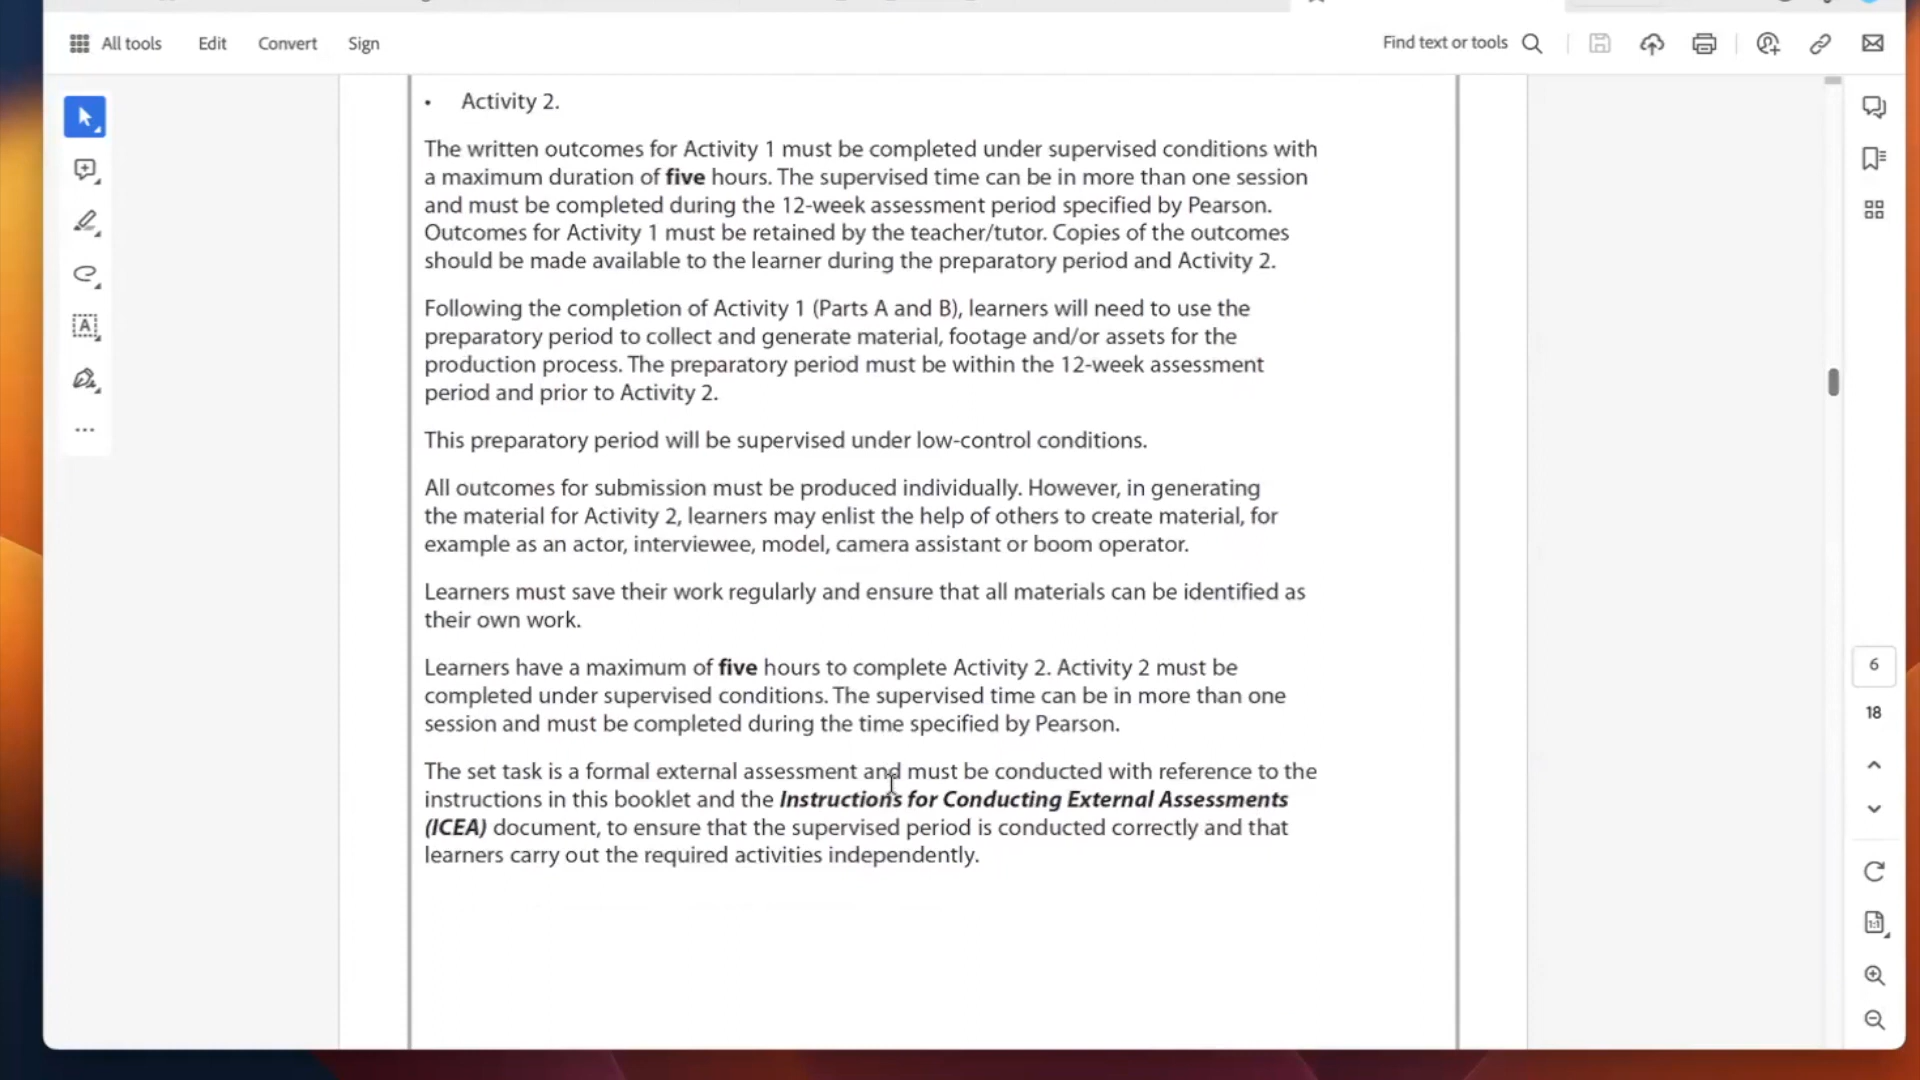 All tools
Edit
Convert
Sign
Find text or tools
• Activity 2.
The written outcomes for Activity 1 must be completed under supervised conditions with
a maximum duration of five hours. The supervised time can be in more than one session
and must be completed during the 12-week assessment period specified by Pearson.
Outcomes for Activity 1 must be retained by the teacher/tutor. Copies of the outcomes
should be made available to the learner during the preparatory period and Activity 2.
Following the completion of Activity 1 (Parts A and B), learners will need to use the
preparatory period to collect and generate material, footage and/or assets for the
production process. The preparatory period must be within the 12-week assessment
period and prior to Activity 2.
This preparatory period will be supervised under low-control conditions.
All outcomes for submission must be produced individually. However, in generating
the material for Activity 2, learners may enlist the help of others to create material, for
example as an actor, interviewee, model, camera assistant or boom operator.
Learners must save their work regularly and ensure that all materials can be identified as
their own work.
Learners have a maximum of five hours to complete Activity 2. Activity 2 must be
completed under supervised conditions. The supervised time can be in more than one
session and must be completed during the time specified by Pearson.
The set task is a formal external assessment and must be conducted with reference to the
instructions in this booklet and the Instructions for Conducting External Assessments
(ICEA) document, to ensure that the supervised period is conducted correctly and that
learners carry out the required activities independently.
6
18
1:1